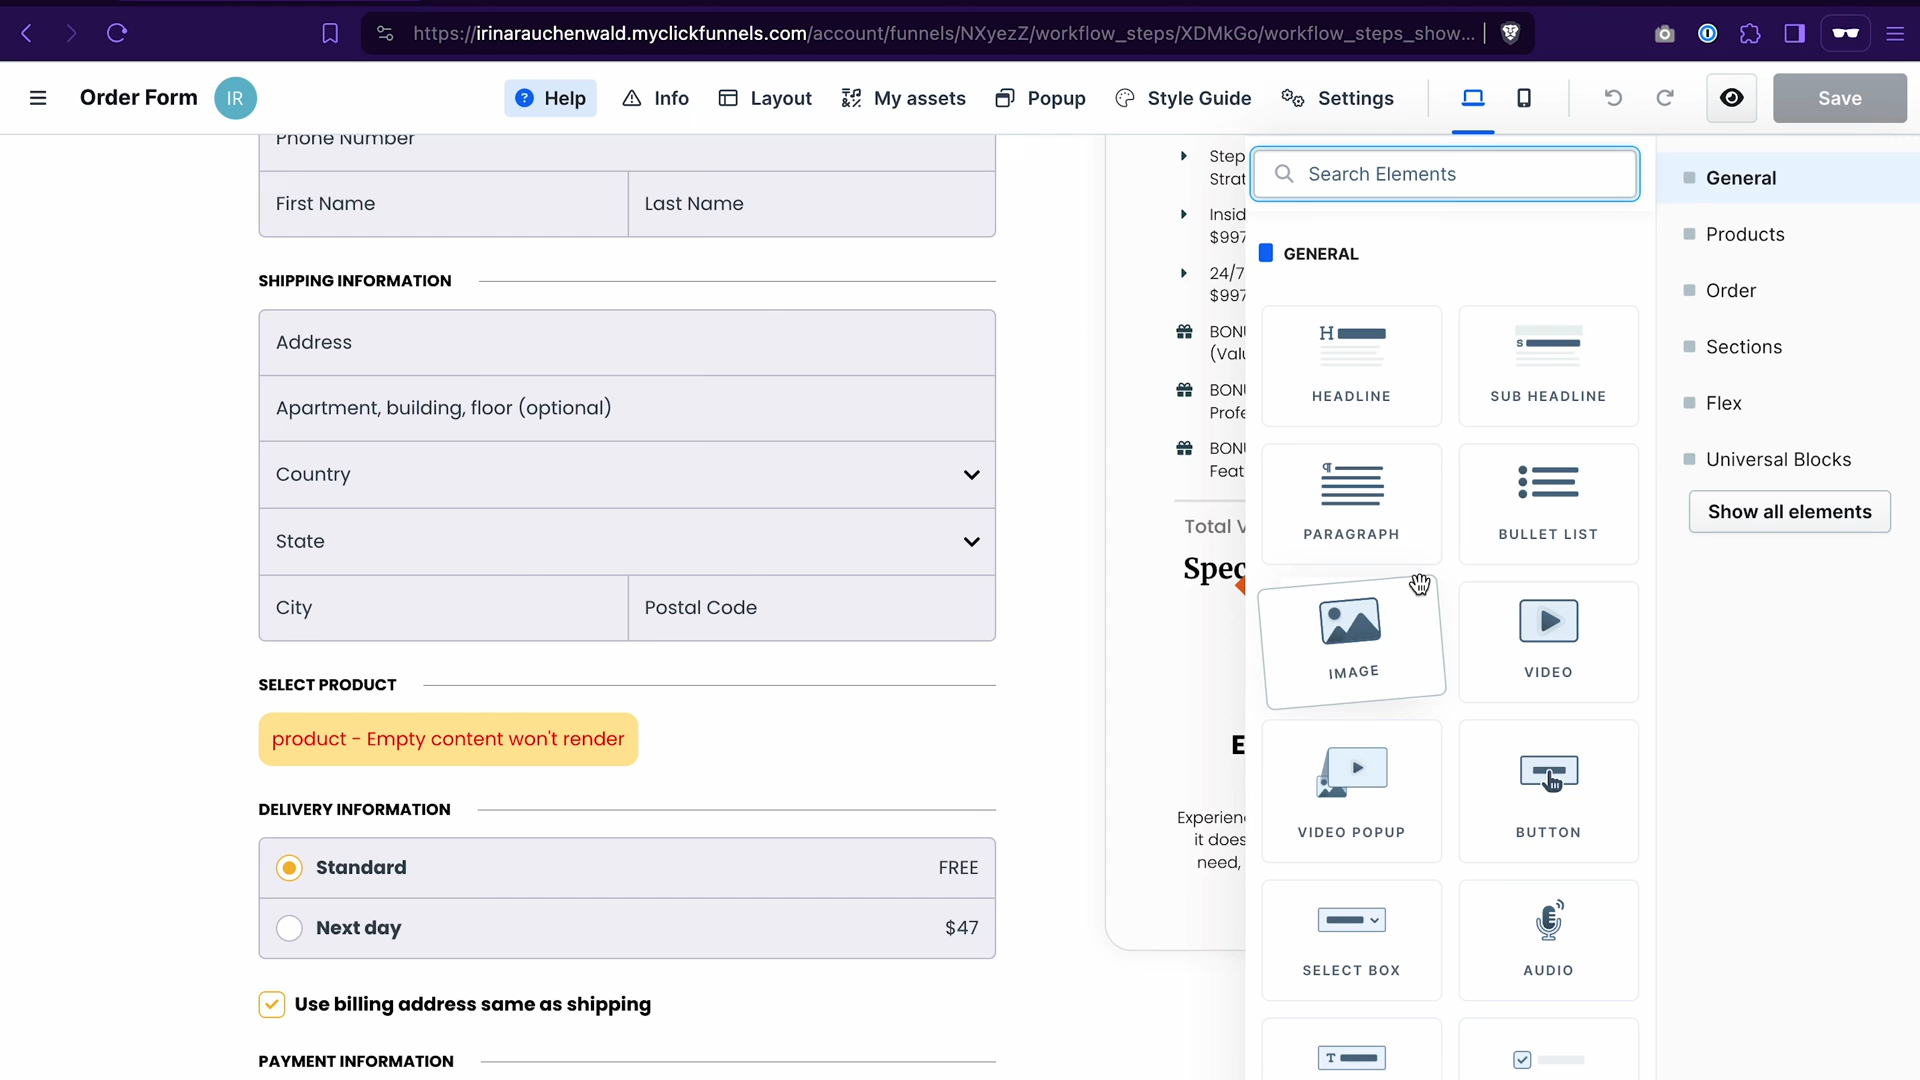 https://irinarauchenwald.myclickfunnels.com/account/funnels/NXyezZ/workflow_steps/XDMkGo/workflow_steps_show...
Order Form
IR
Help
Info
Layout
My assets
Popup
Style Guide
Settings
Save
Phone Number
First Name
Last Name
SHIPPING INFORMATION
Address
Apartment, building, floor (optional)
Country
State
City
Postal Code
SELECT PRODUCT
product - Empty content won't render
DELIVERY INFORMATION
Standard
FREE
Next day
$47
Use billing address same as shipping
PAYMENT INFORMATION
Step
Strat
Insid
$997
24/7
$997
BONU
(Valu
BONU
Profe
BONU
Feat
Total V
Spec
E
Experienc
it does
need,
Search Elements
GENERAL
HEADLINE
SUB HEADLINE
PARAGRAPH
BULLET LIST
IMAGE
VIDEO
VIDEO POPUP
BUTTON
SELECT BOX
AUDIO
General
Products
Order
Sections
Flex
Universal Blocks
Show all elements